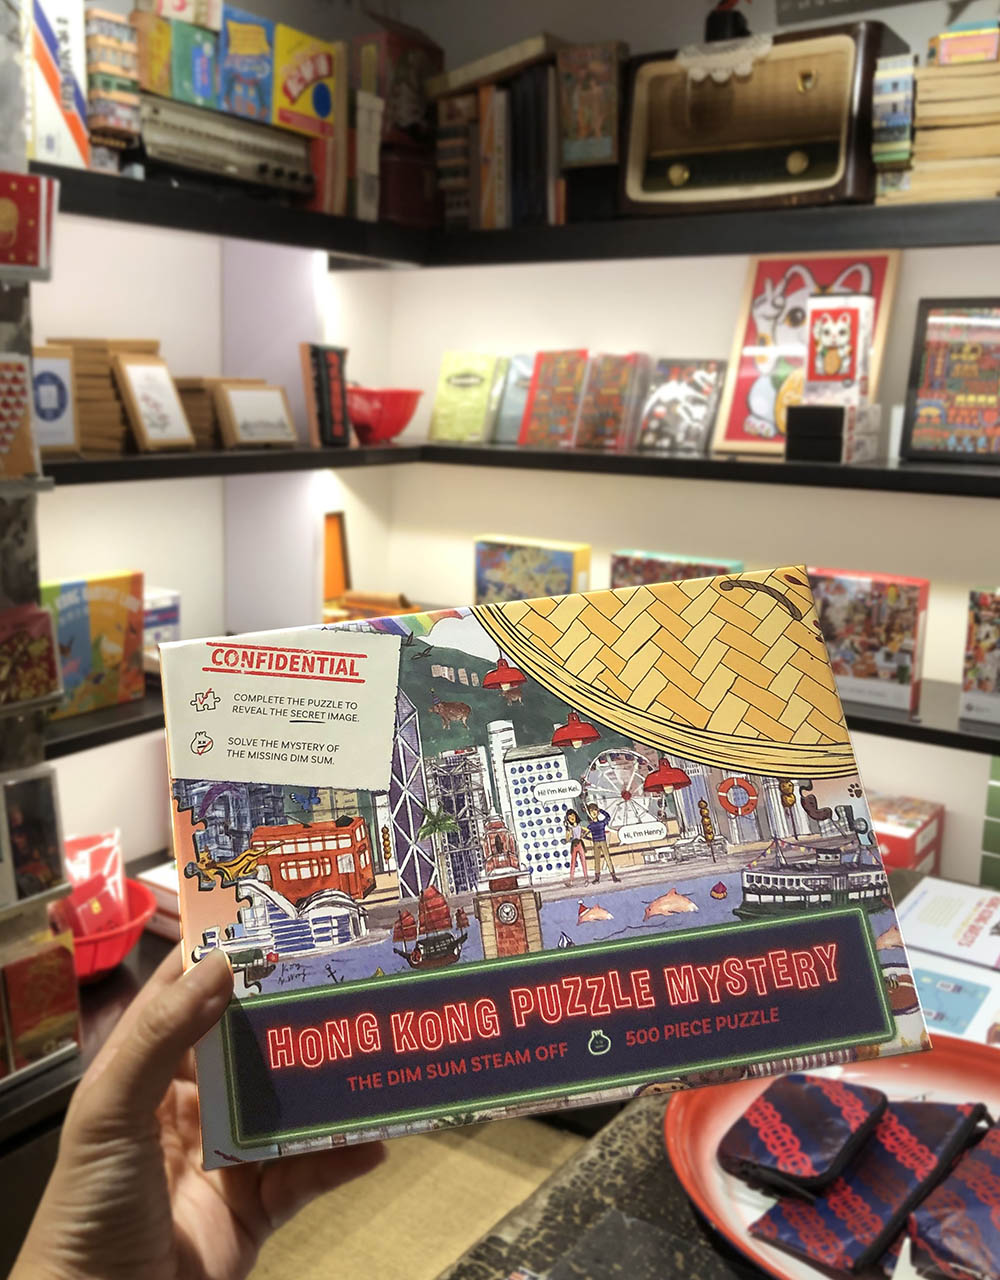 CONFIDENTIAL
COMPLETE THE PUZZLE TO
REVEAL THE SECRET IMAGE.
SOLVE THE MYSTERY OF
THE MISSING DIM SUM.
Hi! I'm Kei Kei.
Hi, I'm Henry!
HONG KONG PUZZLE MYSTERY
THE DIM SUM STEAM OFF
500 PIECE PUZZLE